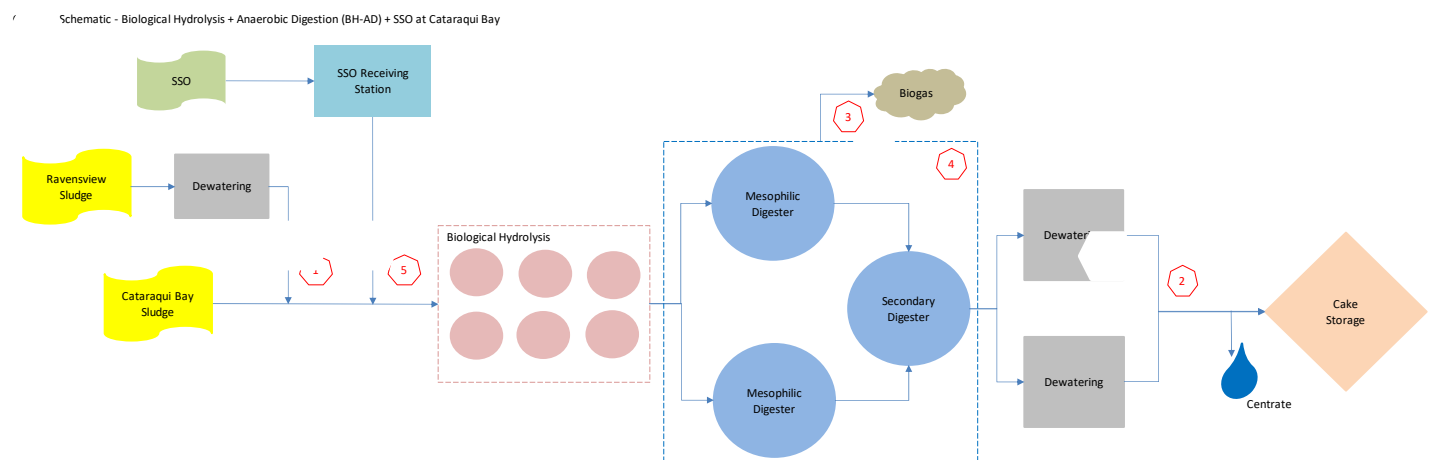 Schematic - Biological Hydrolysis + Anaerobic Digestion (BH-AD) + SSO at Cataraqui Bay
SSO
SSO Receiving
Station
Biogas
3
4
Ravensview
Sludge
Dewatering
Mesophilic
Digester
Biological Hydrolysis
5
Cataraqui Bay
Sludge
Secondary
Digester
2
Cake
Storage
Mesophilic
Digester
Dewatering
Centrate